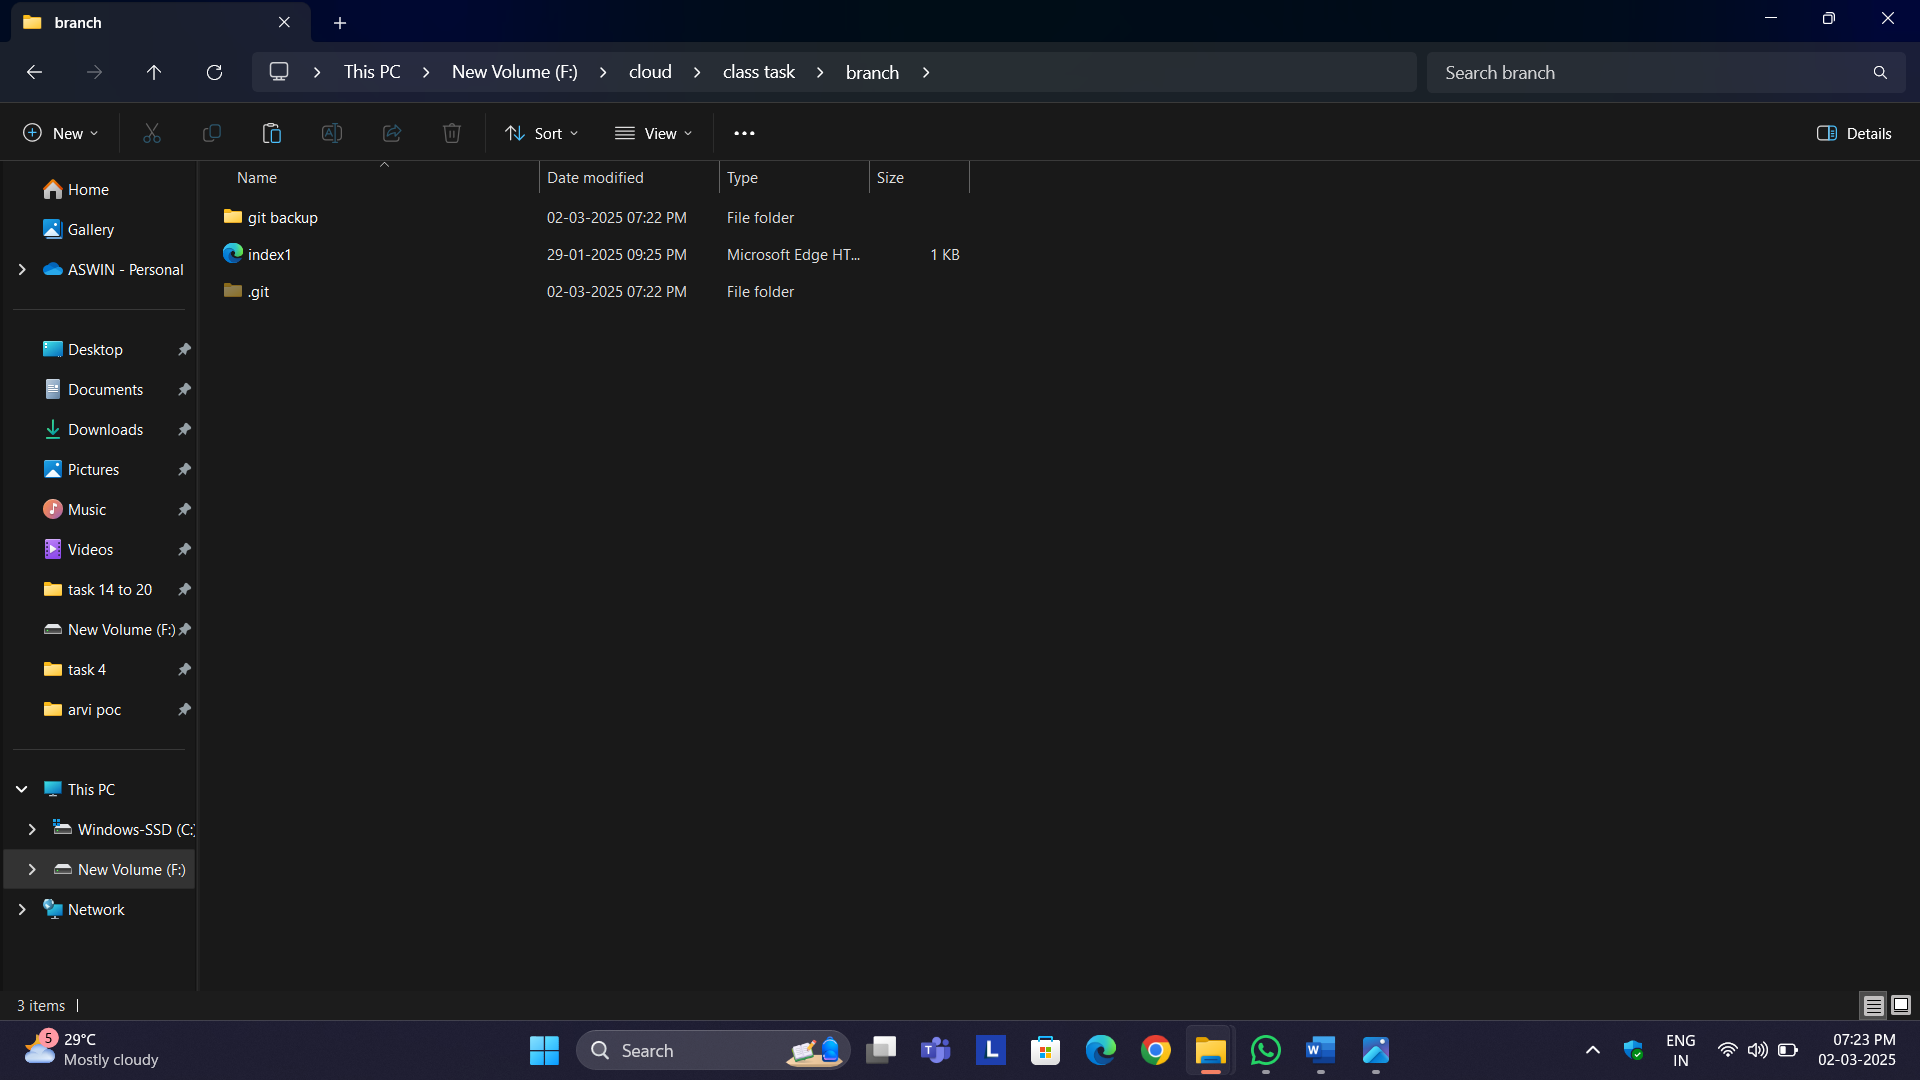 branch
This PC
New Volume (F:)
cloud
class task
branch
Search branch
New
Sort
View
Details
Name
Date modified
Type
Size
git backup
02-03-2025 07:22 PM
File folder
index1
29-01-2025 09:25 PM
Microsoft Edge HT...
1 KB
.git
02-03-2025 07:22 PM
File folder
Home
Gallery
ASWIN - Personal
Desktop
Documents
Downloads
Pictures
Music
Videos
task 14 to 20
New Volume (F:)
task 4
arvi poc
This PC
Windows-SSD (C:)
New Volume (F:)
Network
3 items
5
29°C
Mostly cloudy
Search
T
L
W
ENG
IN
07:23 PM
02-03-2025